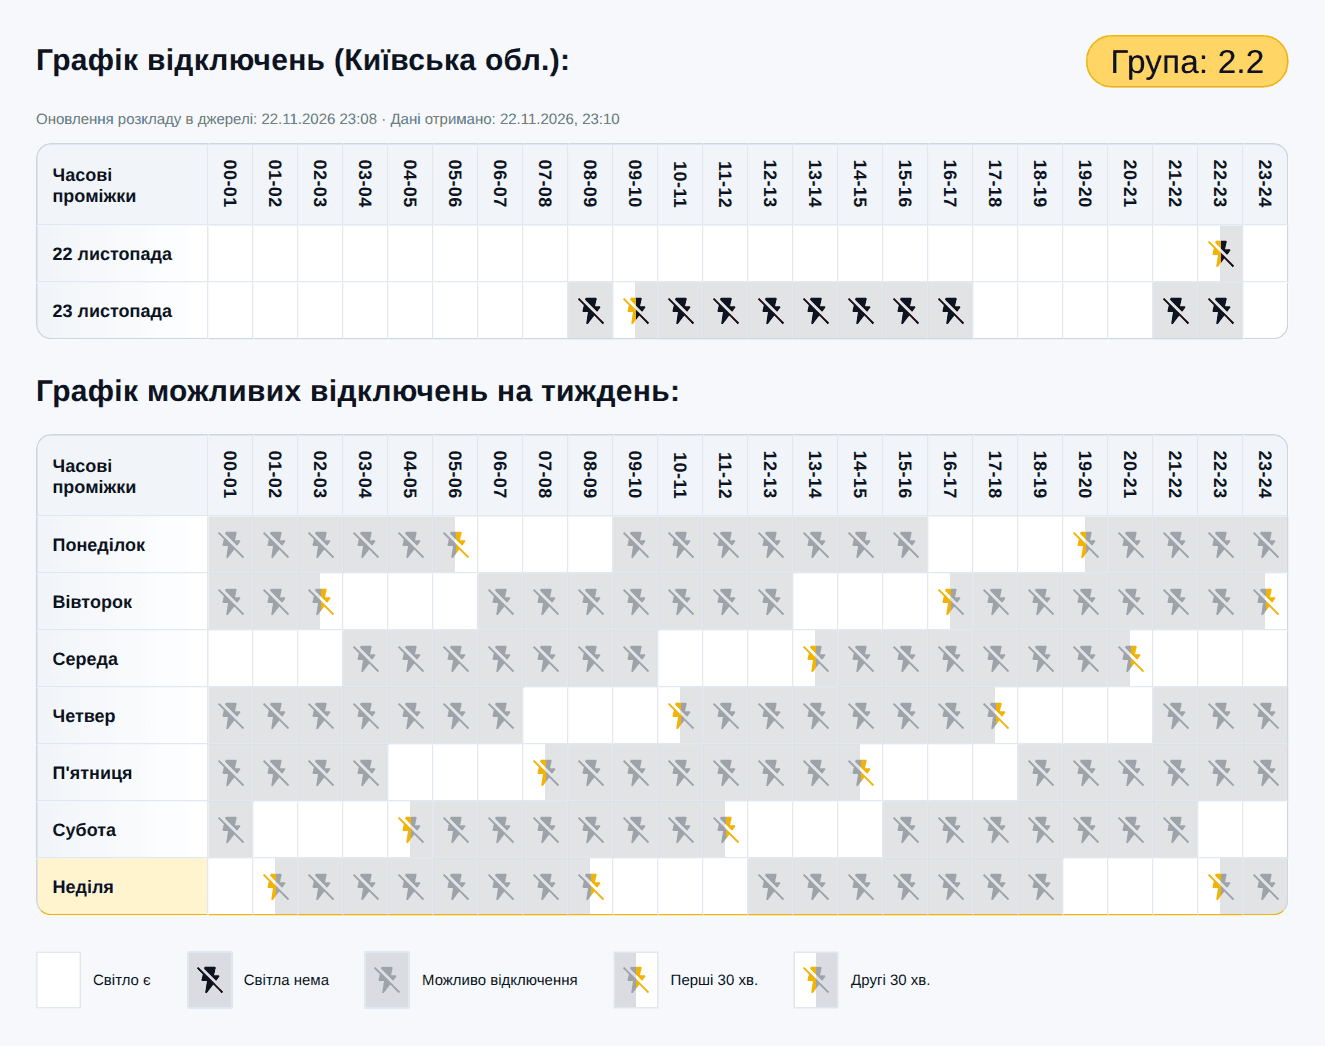 Графік відключень (Київська обл.):
Група: 2.2
Оновлення розкладу в джерелі: 22.11.2026 23:08 · Дані отримано: 22.11.2026, 23:10
Часові
проміжки
00-01 01-02 02-03 03-04 04-05 05-06 06-07 07-08 08-09 09-10 10-11 11-12 12-13 13-14 14-15 15-16 16-17 17-18 18-19 19-20 20-21 21-22 22-23 23-24
22 листопада
23 листопада
Графік можливих відключень на тиждень:
Часові
проміжки
00-01 01-02 02-03 03-04 04-05 05-06 06-07 07-08 08-09 09-10 10-11 11-12 12-13 13-14 14-15 15-16 16-17 17-18 18-19 19-20 20-21 21-22 22-23 23-24
Понеділок
Вівторок
Середа
Четвер
П'ятниця
Субота
Неділя
Світло є Світла нема Можливо відключення Перші 30 хв. Другі 30 хв.